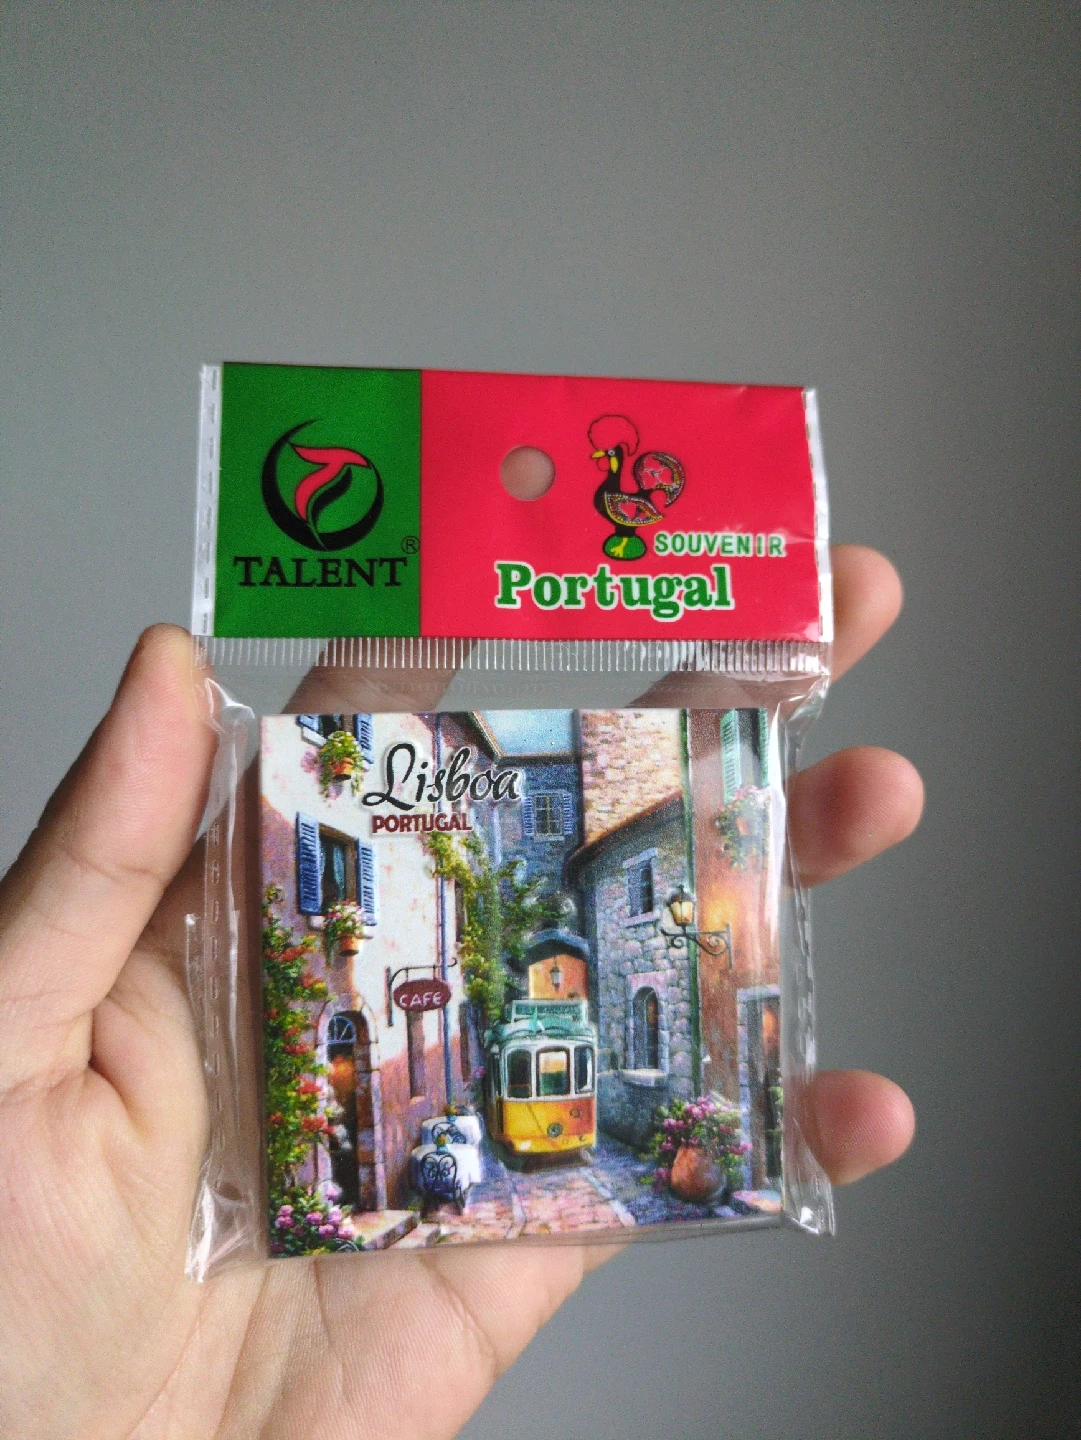 TALENT®
SOUVENIR
Portugal
Lisboa
PORTUGAL
CAFE